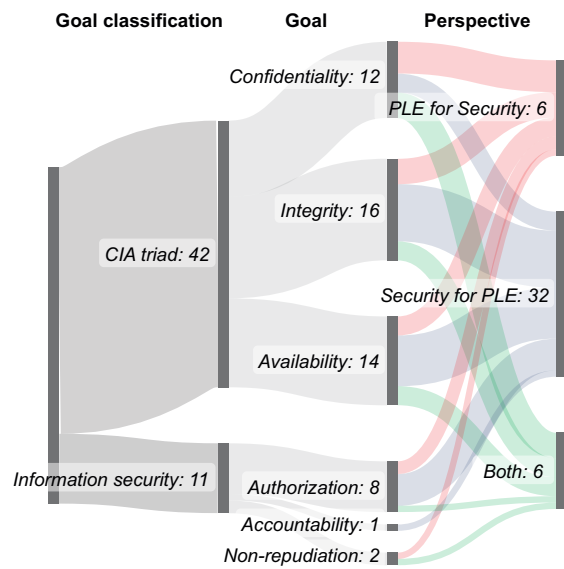 Goal classification Goal Perspective
Confidentiality: 12
PLE for Security: 6
Integrity: 16
CIA triad: 42
Security for PLE: 32
Availability: 14
Both: 6
Information security: 11
Authorization: 8
Accountability: 1
Non-repudiation: 2